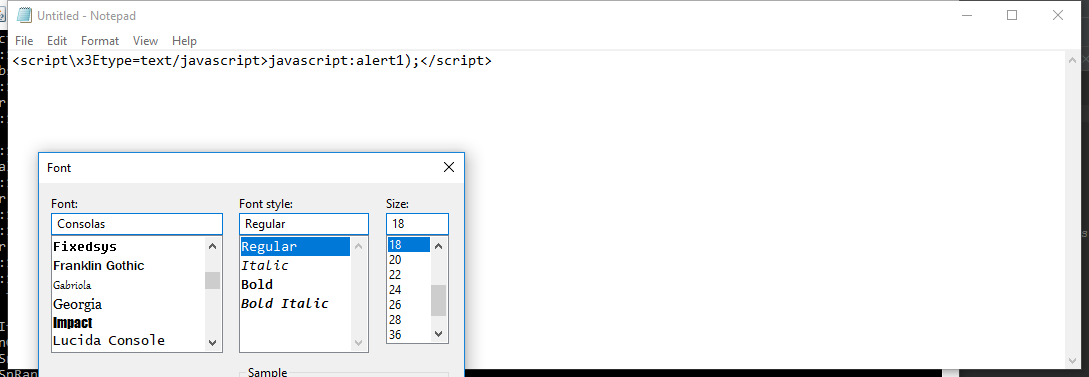 Untitled - Notepad
File Edit Format View Help
<script\x3Etype=text/javascript>javascript:alert1);</script>
Font
Font: Font style: Size:
Consolas Regular 18
Fixedsys Regular 18
Franklin Gothic Italic 20
Gabriola Bold 22
Georgia Bold Italic 24
Impact 26
Lucida Console 28
36
Sample
SnRan